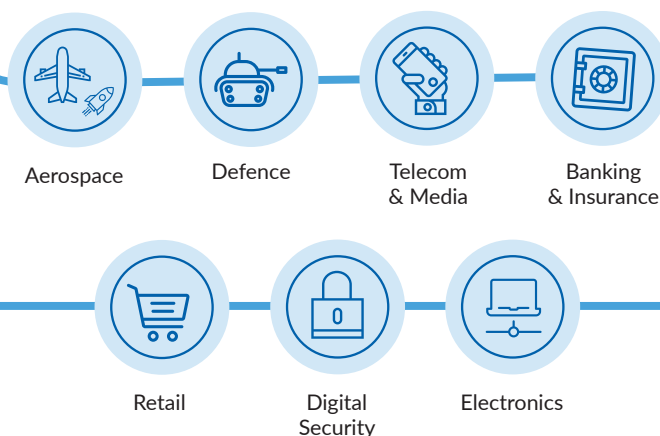 Aerospace
Defence
Telecom
& Media
Banking
& Insurance
Retail
Digital
Security
Electronics